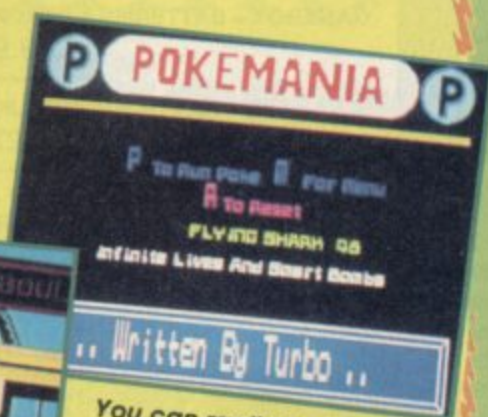 P POKEMANIA P
P To Run Poke M For Menu
R To Reset
FLYING SHARK 48
Infinite Lives And Smart Bombs
.. Written By Turbo ..
You can